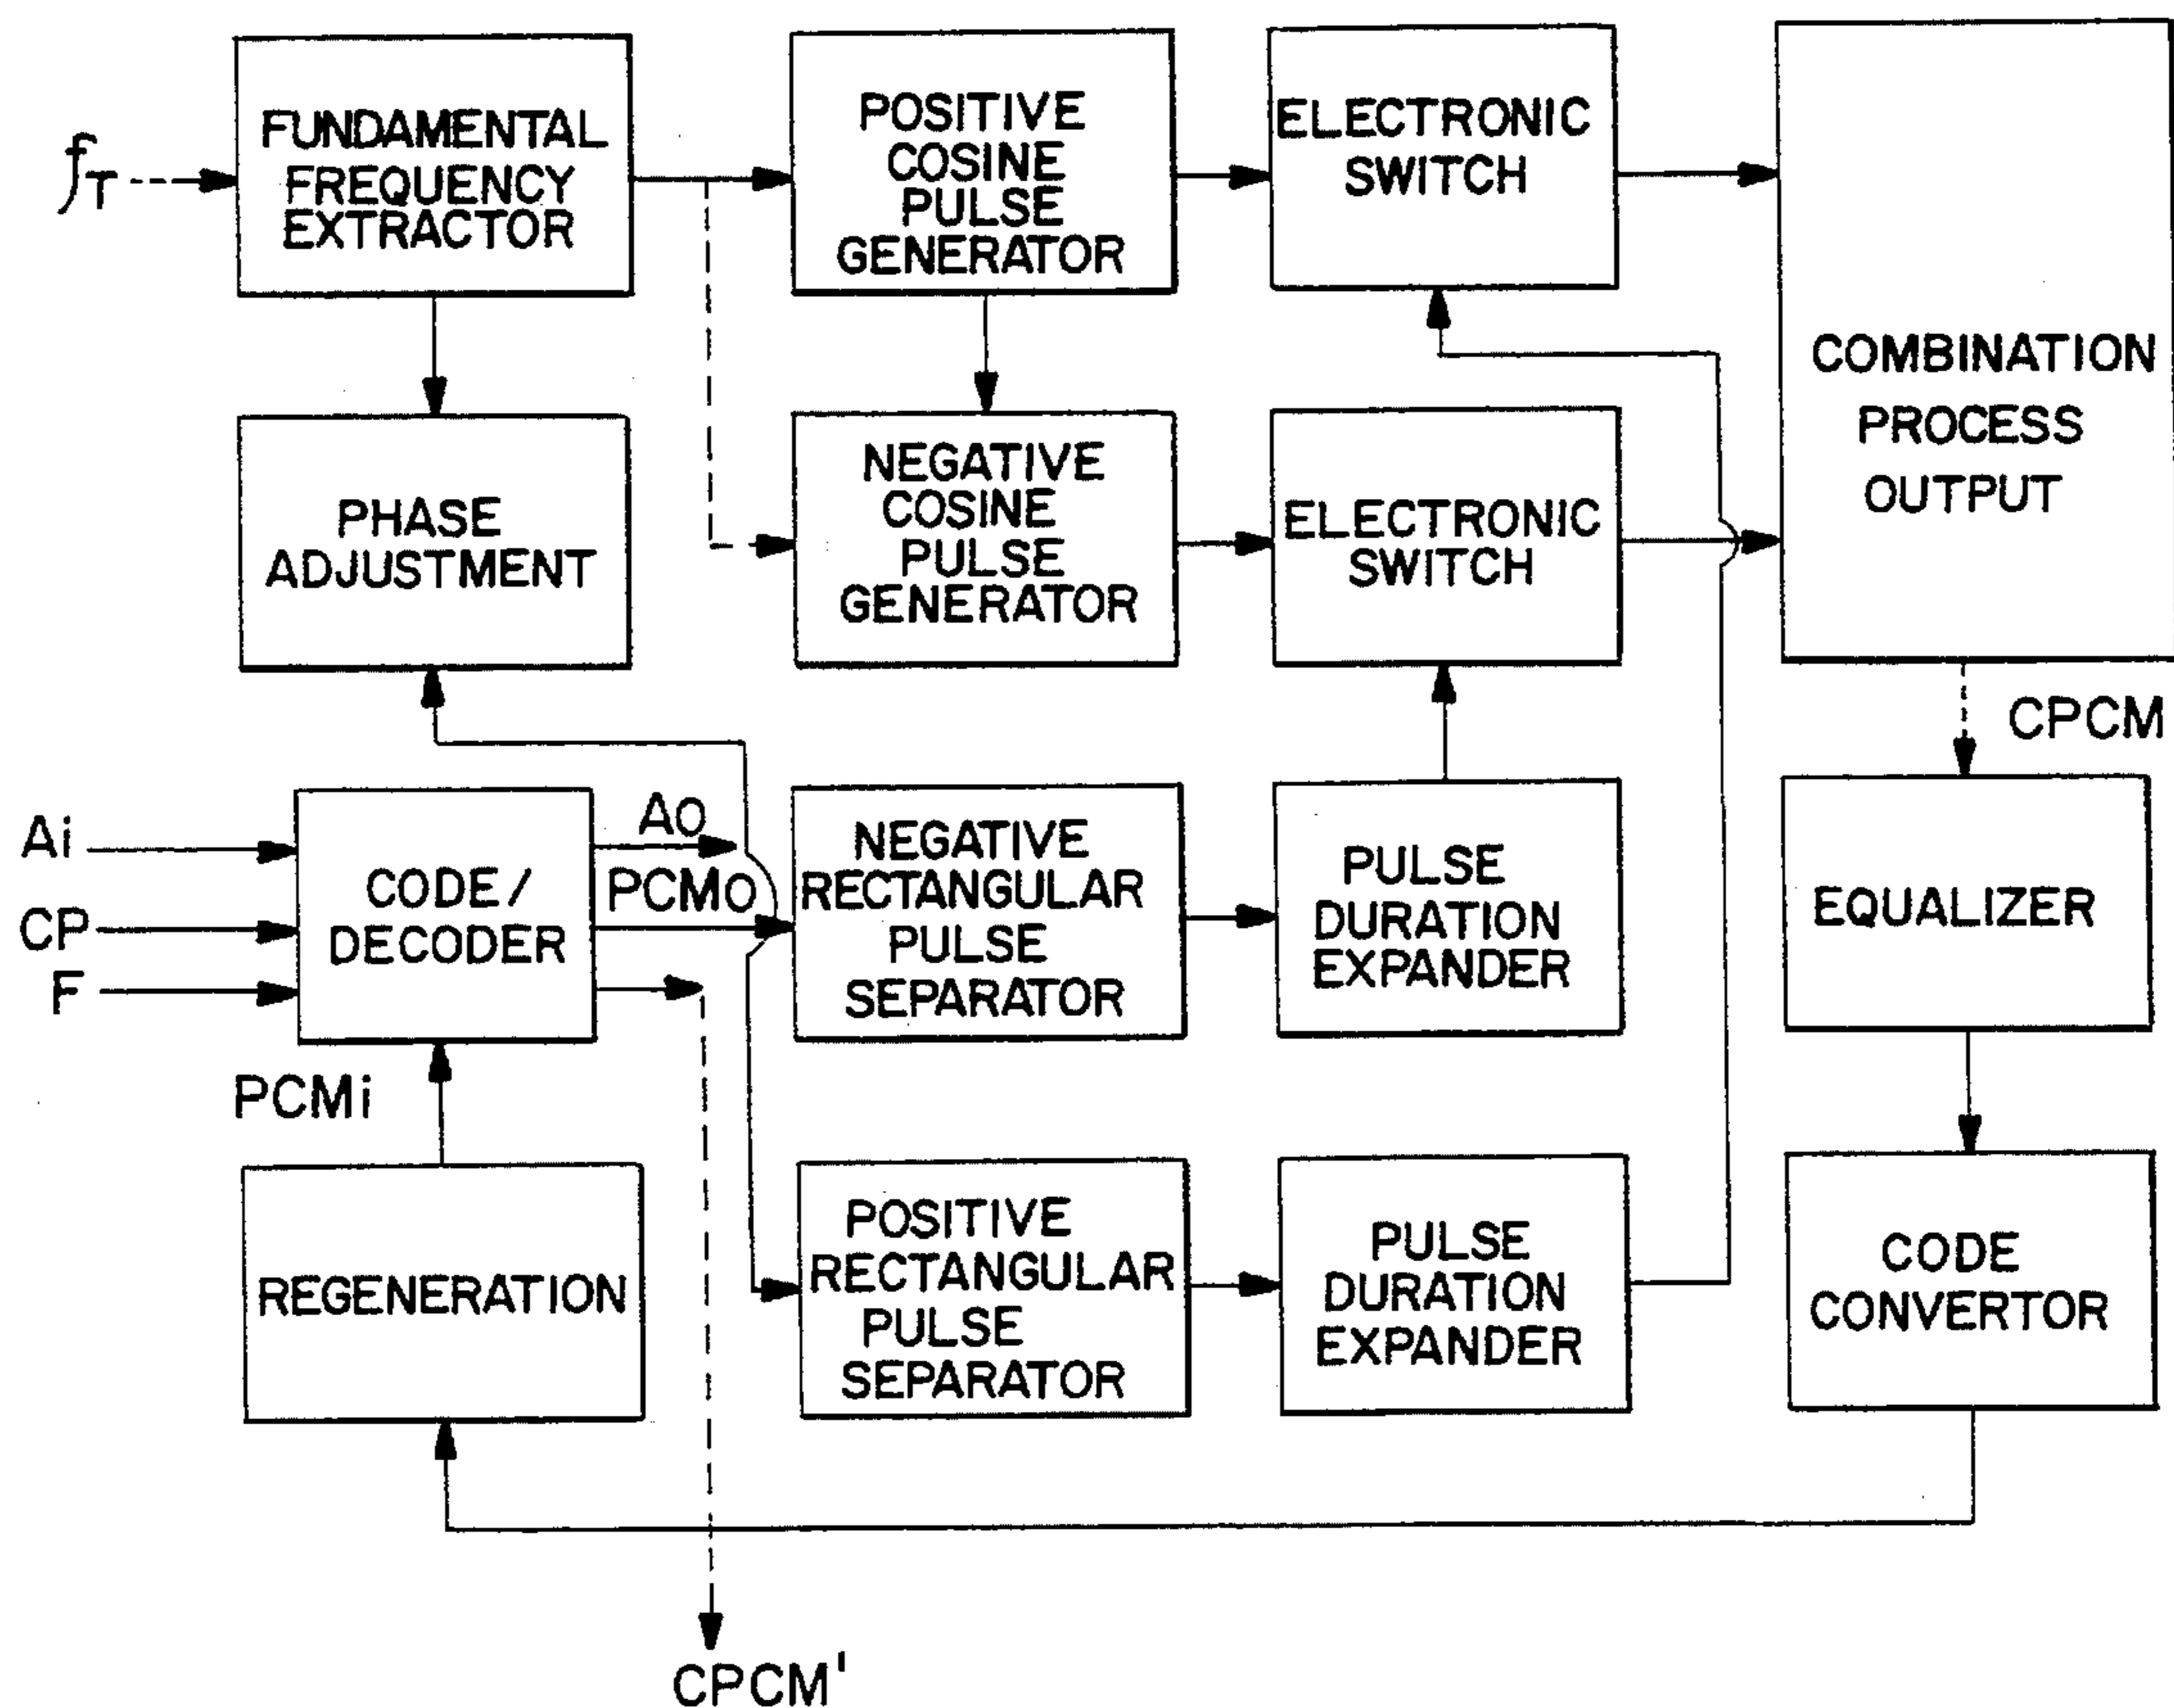 fT
FUNDAMENTAL
FREQUENCY
EXTRACTOR
POSITIVE
COSINE
PULSE
GENERATOR
ELECTRONIC
SWITCH
COMBINATION
PROCESS
OUTPUT
PHASE
ADJUSTMENT
NEGATIVE
COSINE
PULSE
GENERATOR
ELECTRONIC
SWITCH
CPCM
Ai
CP
F
CODE/
DECODER
AO
PCMO
NEGATIVE
RECTANGULAR
PULSE
SEPARATOR
PULSE
DURATION
EXPANDER
EQUALIZER
PCMi
REGENERATION
POSITIVE
RECTANGULAR
PULSE
SEPARATOR
PULSE
DURATION
EXPANDER
CODE
CONVERTOR
CPCM'